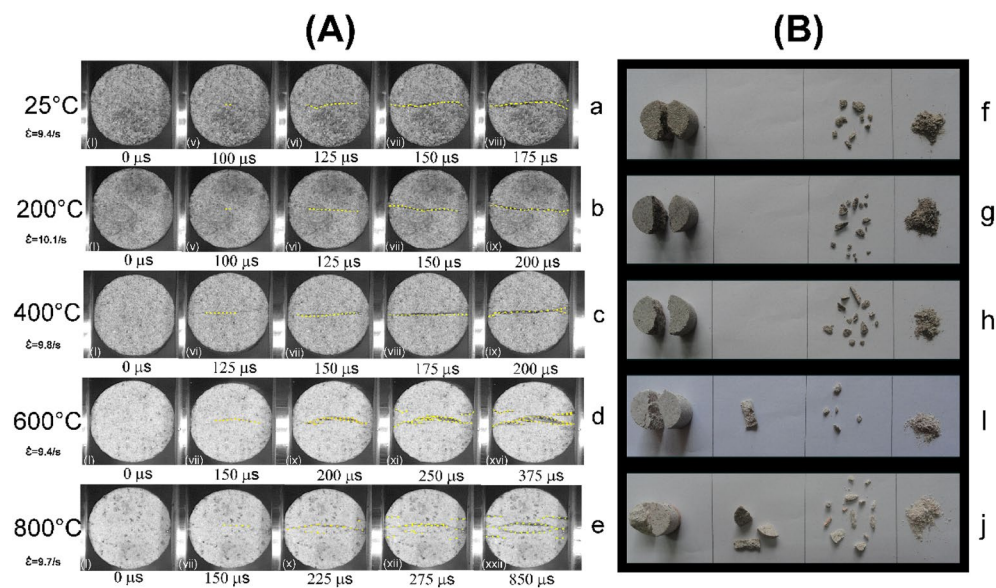 (A)
(B)
25°C
ε̇=9.4/s
(I) (v) (vi) (vii) (viii)
a
0 μs 100 μs 125 μs 150 μs 175 μs
200°C
ε̇=10.1/s
(I) (v) (vi) (vii) (ix)
b
0 μs 100 μs 125 μs 150 μs 200 μs
400°C
ε̇=9.8/s
(I) (vi) (vii) (viii) (ix)
c
0 μs 125 μs 150 μs 175 μs 200 μs
600°C
ε̇=9.4/s
(I) (vii) (ix) (xi) (xvi)
d
0 μs 150 μs 200 μs 250 μs 375 μs
800°C
ε̇=9.7/s
(I) (vii) (x) (xii) (xxii)
e
0 μs 150 μs 225 μs 275 μs 850 μs
f
g
h
I
j